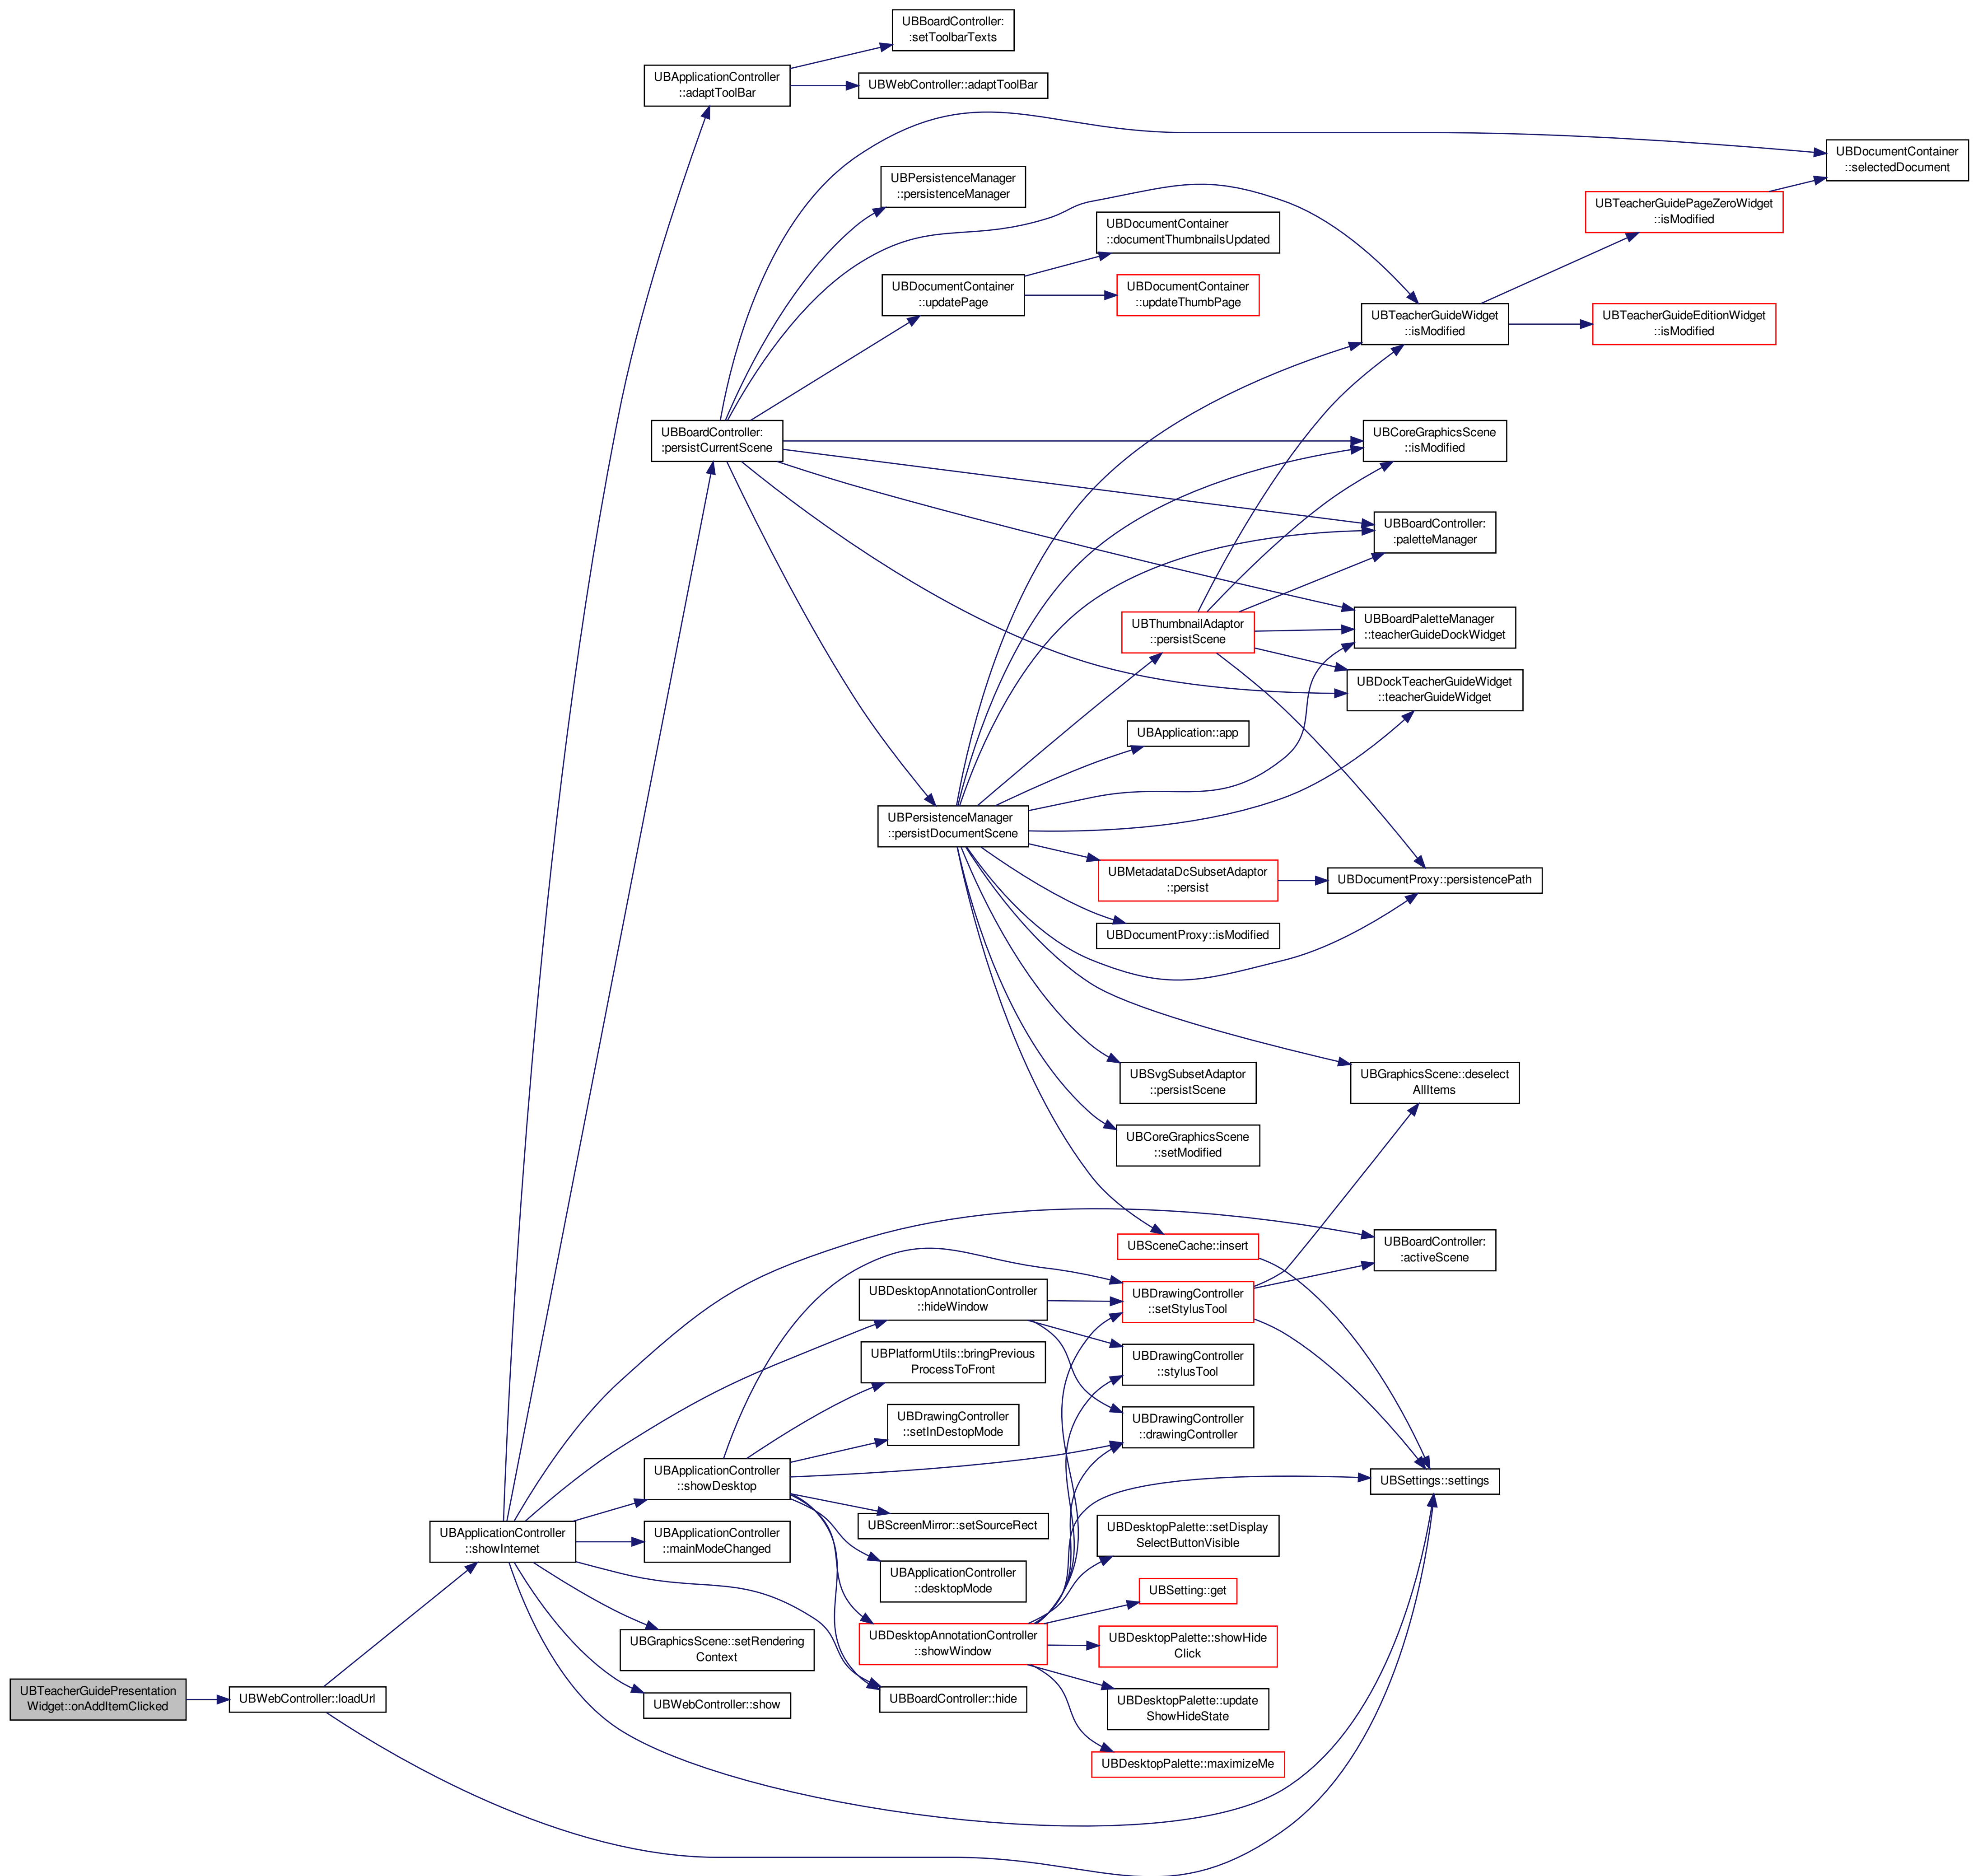 UBBoardController:
:setToolbarTexts
UBApplicationController
::adaptToolBar
UBWebController::adaptToolBar
UBDocumentContainer
::selectedDocument
UBPersistenceManager
::persistenceManager
UBTeacherGuidePageZeroWidget
::isModified
UBDocumentContainer
::documentThumbnailsUpdated
UBDocumentContainer
::updatePage
UBDocumentContainer
::updateThumbPage
UBTeacherGuideWidget
::isModified
UBTeacherGuideEditionWidget
::isModified
UBBoardController:
:persistCurrentScene
UBCoreGraphicsScene
::isModified
UBBoardController:
:paletteManager
UBThumbnailAdaptor
::persistScene
UBBoardPaletteManager
::teacherGuideDockWidget
UBDockTeacherGuideWidget
::teacherGuideWidget
UBApplication::app
UBPersistenceManager
::persistDocumentScene
UBMetadataDcSubsetAdaptor
::persist
UBDocumentProxy::persistencePath
UBDocumentProxy::isModified
UBSvgSubsetAdaptor
::persistScene
UBGraphicsScene::deselect
AllItems
UBCoreGraphicsScene
::setModified
UBSceneCache::insert
UBBoardController:
:activeScene
UBDesktopAnnotationController
::hideWindow
UBDrawingController
::setStylusTool
UBPlatformUtils::bringPrevious
ProcessToFront
UBDrawingController
::stylusTool
UBDrawingController
::setInDestopMode
UBDrawingController
::drawingController
UBApplicationController
::showDesktop
UBSettings::settings
UBScreenMirror::setSourceRect
UBApplicationController
::showInternet
UBApplicationController
::mainModeChanged
UBDesktopPalette::setDisplay
SelectButtonVisible
UBApplicationController
::desktopMode
UBSetting::get
UBGraphicsScene::setRendering
Context
UBDesktopAnnotationController
::showWindow
UBDesktopPalette::showHide
Click
UBTeacherGuidePresentation
Widget::onAddItemClicked
UBWebController::loadUrl
UBWebController::show
UBBoardController::hide
UBDesktopPalette::update
ShowHideState
UBDesktopPalette::maximizeMe